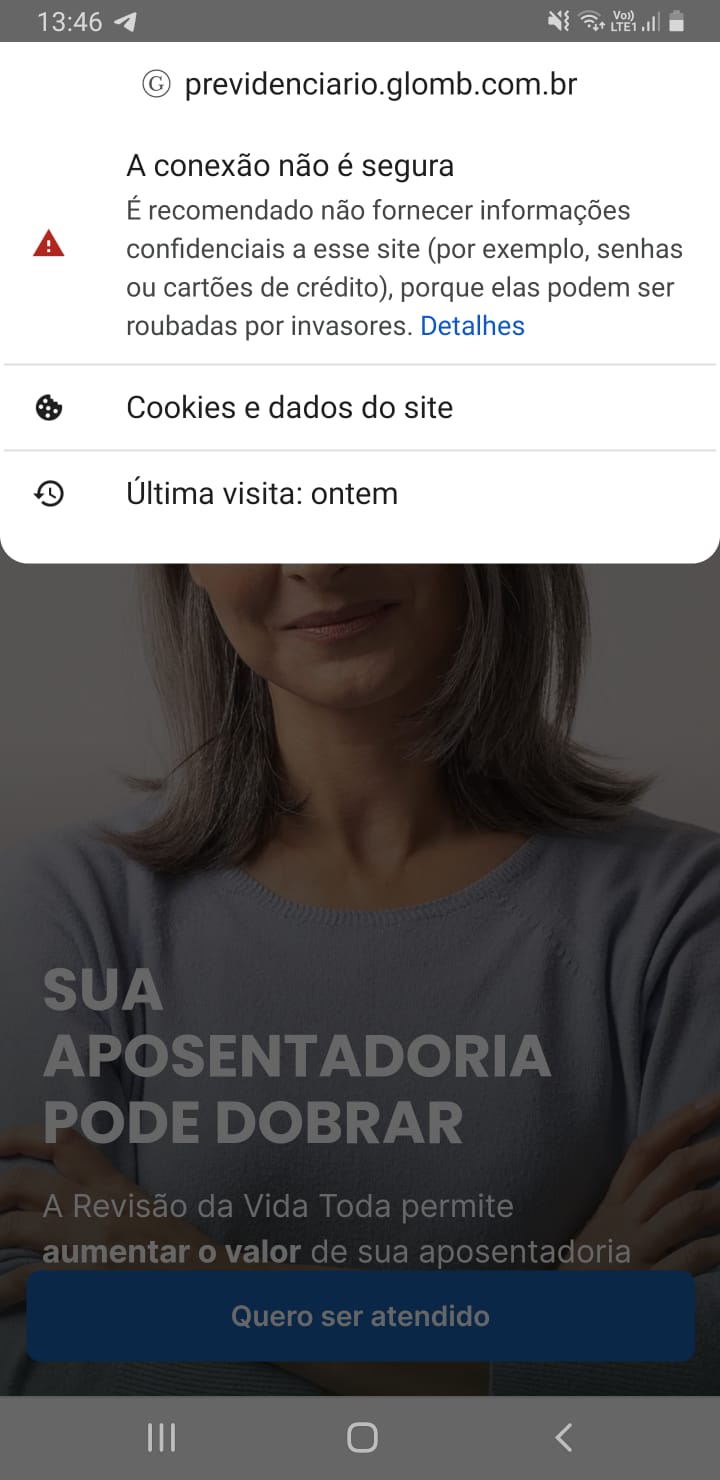 13:46
Vo))
LTE1
G previdenciario.glomb.com.br
A conexão não é segura
É recomendado não fornecer informações
confidenciais a esse site (por exemplo, senhas
ou cartões de crédito), porque elas podem ser
roubadas por invasores. Detalhes
Cookies e dados do site
Última visita: ontem
SUA
APOSENTADORIA
PODE DOBRAR
A Revisão da Vida Toda permite
aumentar o valor de sua aposentadoria
Quero ser atendido